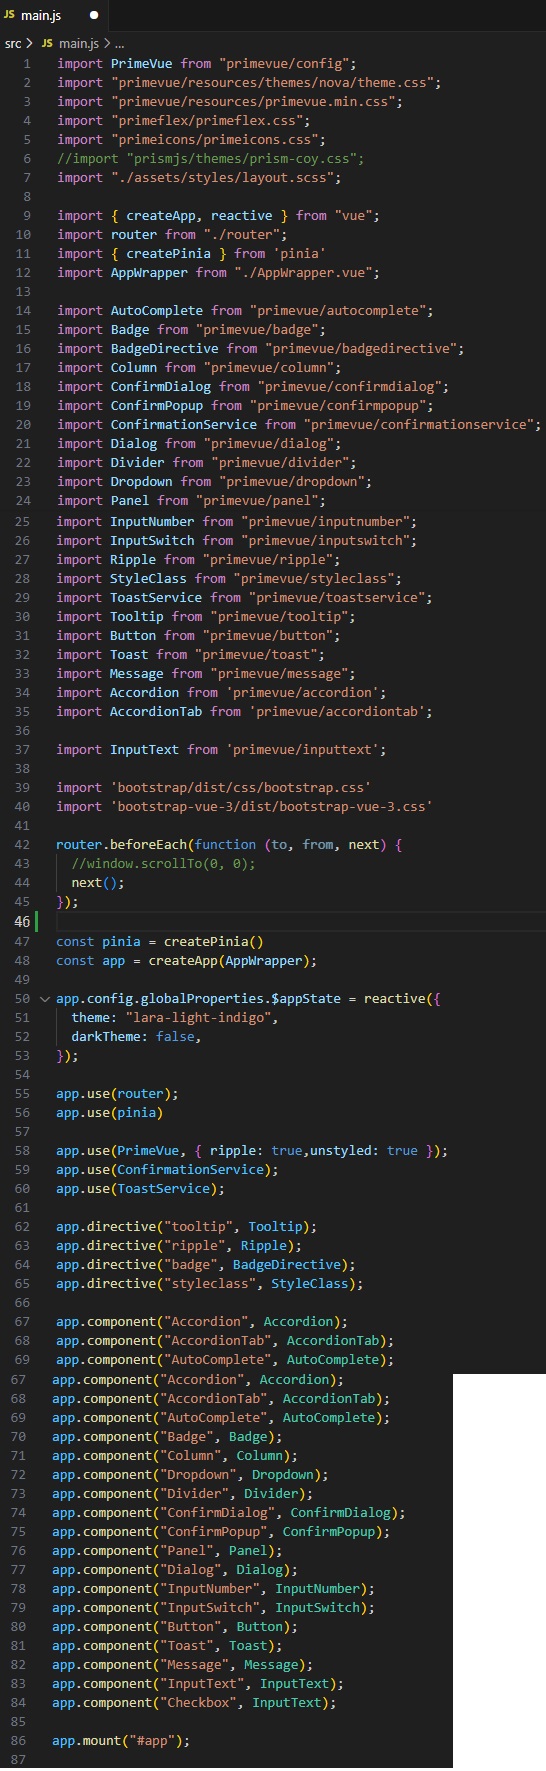 JS main.js
src > JS main.js > ...
1 import PrimeVue from "primevue/config";
2 import "primevue/resources/themes/nova/theme.css";
3 import "primevue/resources/primevue.min.css";
4 import "primeflex/primeflex.css";
5 import "primeicons/primeicons.css";
6 //import "prismjs/themes/prism-coy.css";
7 import "./assets/styles/layout.scss";
8
9 import { createApp, reactive } from "vue";
10 import router from "./router";
11 import { createPinia } from 'pinia'
12 import AppWrapper from "./AppWrapper.vue";
13
14 import AutoComplete from "primevue/autocomplete";
15 import Badge from "primevue/badge";
16 import BadgeDirective from "primevue/badgedirective";
17 import Column from "primevue/column";
18 import ConfirmDialog from "primevue/confirmdialog";
19 import ConfirmPopup from "primevue/confirmpopup";
20 import ConfirmationService from "primevue/confirmationservice";
21 import Dialog from "primevue/dialog";
22 import Divider from "primevue/divider";
23 import Dropdown from "primevue/dropdown";
24 import Panel from "primevue/panel";
25 import InputNumber from "primevue/inputnumber";
26 import InputSwitch from "primevue/inputswitch";
27 import Ripple from "primevue/ripple";
28 import StyleClass from "primevue/styleclass";
29 import ToastService from "primevue/toastservice";
30 import Tooltip from "primevue/tooltip";
31 import Button from "primevue/button";
32 import Toast from "primevue/toast";
33 import Message from "primevue/message";
34 import Accordion from 'primevue/accordion';
35 import AccordionTab from 'primevue/accordiontab';
36
37 import InputText from 'primevue/inputtext';
38
39 import 'bootstrap/dist/css/bootstrap.css'
40 import 'bootstrap-vue-3/dist/bootstrap-vue-3.css'
41
42 router.beforeEach(function (to, from, next) {
43 //window.scrollTo(0, 0);
44 next();
45 });
46
47 const pinia = createPinia()
48 const app = createApp(AppWrapper);
49
50 app.config.globalProperties.$appState = reactive({
51 theme: "lara-light-indigo",
52 darkTheme: false,
53 });
54
55 app.use(router);
56 app.use(pinia)
57
58 app.use(PrimeVue, { ripple: true,unstyled: true });
59 app.use(ConfirmationService);
60 app.use(ToastService);
61
62 app.directive("tooltip", Tooltip);
63 app.directive("ripple", Ripple);
64 app.directive("badge", BadgeDirective);
65 app.directive("styleclass", StyleClass);
66
67 app.component("Accordion", Accordion);
68 app.component("AccordionTab", AccordionTab);
69 app.component("AutoComplete", AutoComplete);
67 app.component("Accordion", Accordion);
68 app.component("AccordionTab", AccordionTab);
69 app.component("AutoComplete", AutoComplete);
70 app.component("Badge", Badge);
71 app.component("Column", Column);
72 app.component("Dropdown", Dropdown);
73 app.component("Divider", Divider);
74 app.component("ConfirmDialog", ConfirmDialog);
75 app.component("ConfirmPopup", ConfirmPopup);
76 app.component("Panel", Panel);
77 app.component("Dialog", Dialog);
78 app.component("InputNumber", InputNumber);
79 app.component("InputSwitch", InputSwitch);
80 app.component("Button", Button);
81 app.component("Toast", Toast);
82 app.component("Message", Message);
83 app.component("InputText", InputText);
84 app.component("Checkbox", InputText);
85
86 app.mount("#app");
87